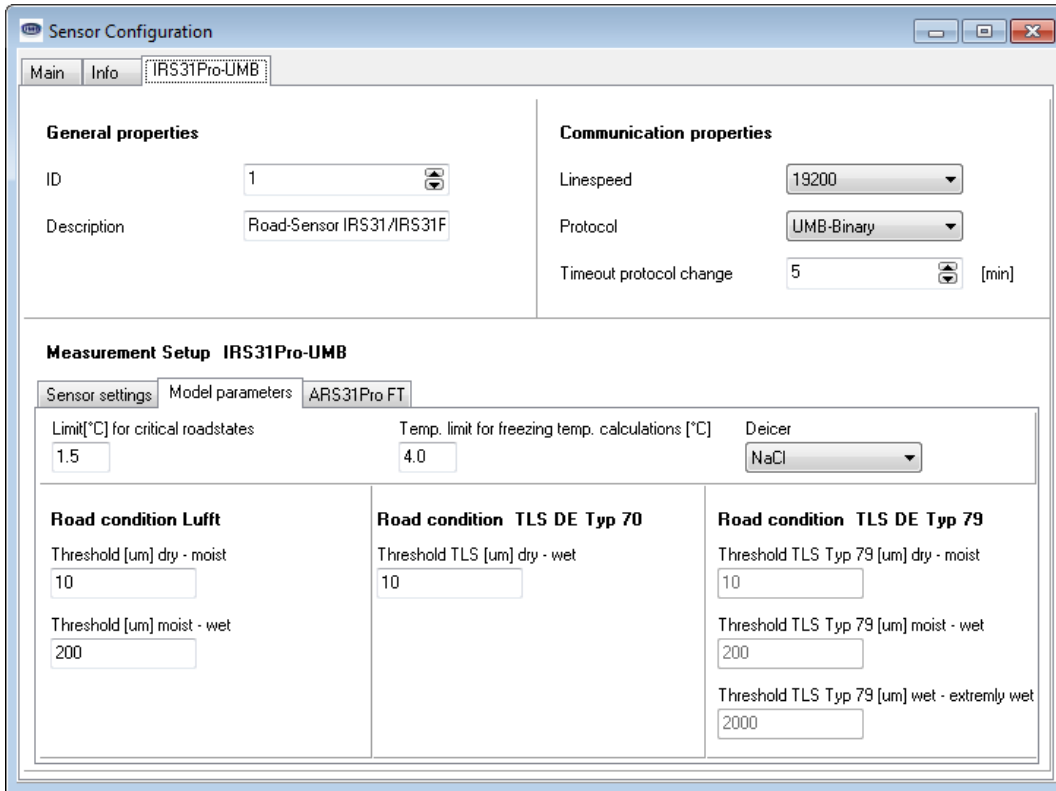 Sensor Configuration
Main Info IRS31Pro-UMB
General properties
ID 1
Description Road-Sensor IRS31/IRS31F
Communication properties
Linespeed 19200
Protocol UMB-Binary
Timeout protocol change 5 [min]
Measurement Setup IRS31Pro-UMB
Sensor settings Model parameters ARS31Pro FT
Limit[°C] for critical roadstates Temp. limit for freezing temp. calculations [°C] Deicer
1.5 4.0 NaCl
Road condition Lufft
Threshold [um] dry - moist
10
Threshold [um] moist - wet
200
Road condition TLS DE Typ 70
Threshold TLS [um] dry - wet
10
Road condition TLS DE Typ 79
Threshold TLS Typ 79 [um] dry - moist
10
Threshold TLS Typ 79 [um] moist - wet
200
Threshold TLS Typ 79 [um] wet - extremly wet
2000